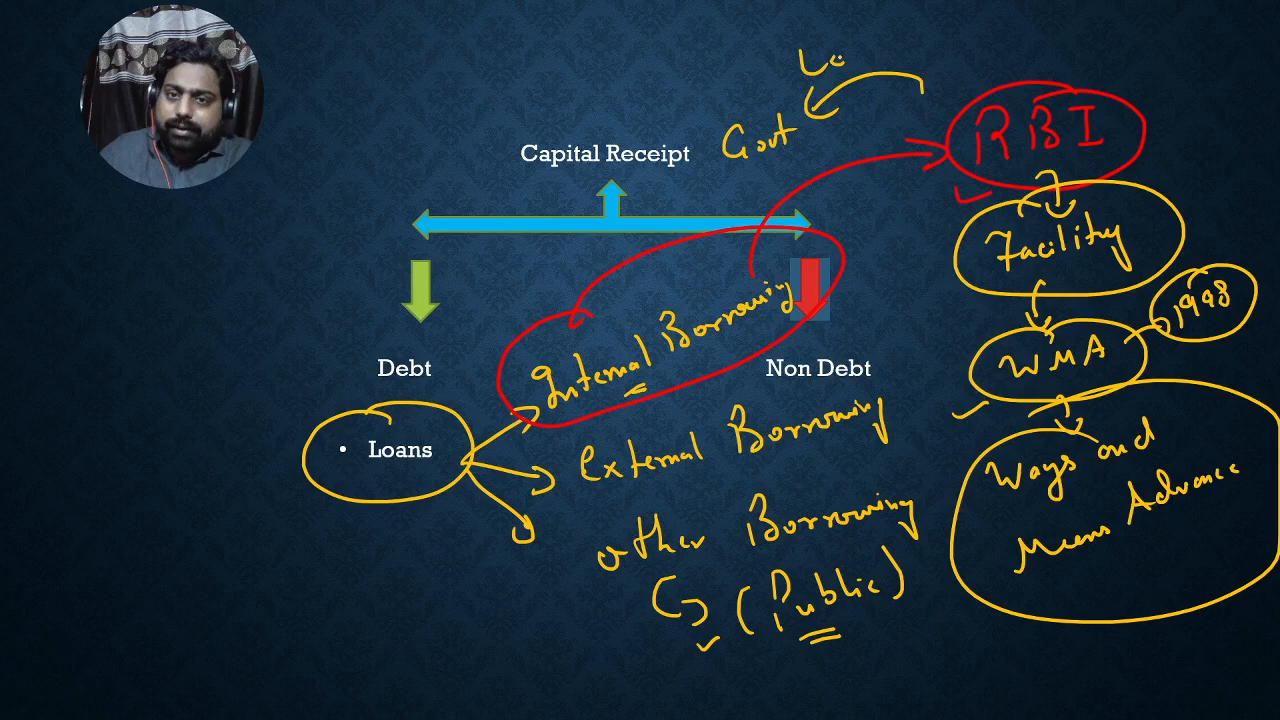 Lo
Govt
RBI
Capital Receipt
Facility
1998
Internal Borrowing
WMA
Debt
Non Debt
• Loans
External Borrowing
Ways and
Means Advance
other Borrowing
(Public)